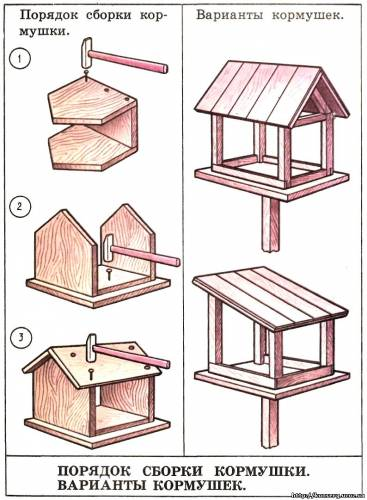 Порядок сборки кор-
мушки.
1
2
3
Варианты кормушек.
ПОРЯДОК СБОРКИ КОРМУШКИ.
ВАРИАНТЫ КОРМУШЕК.